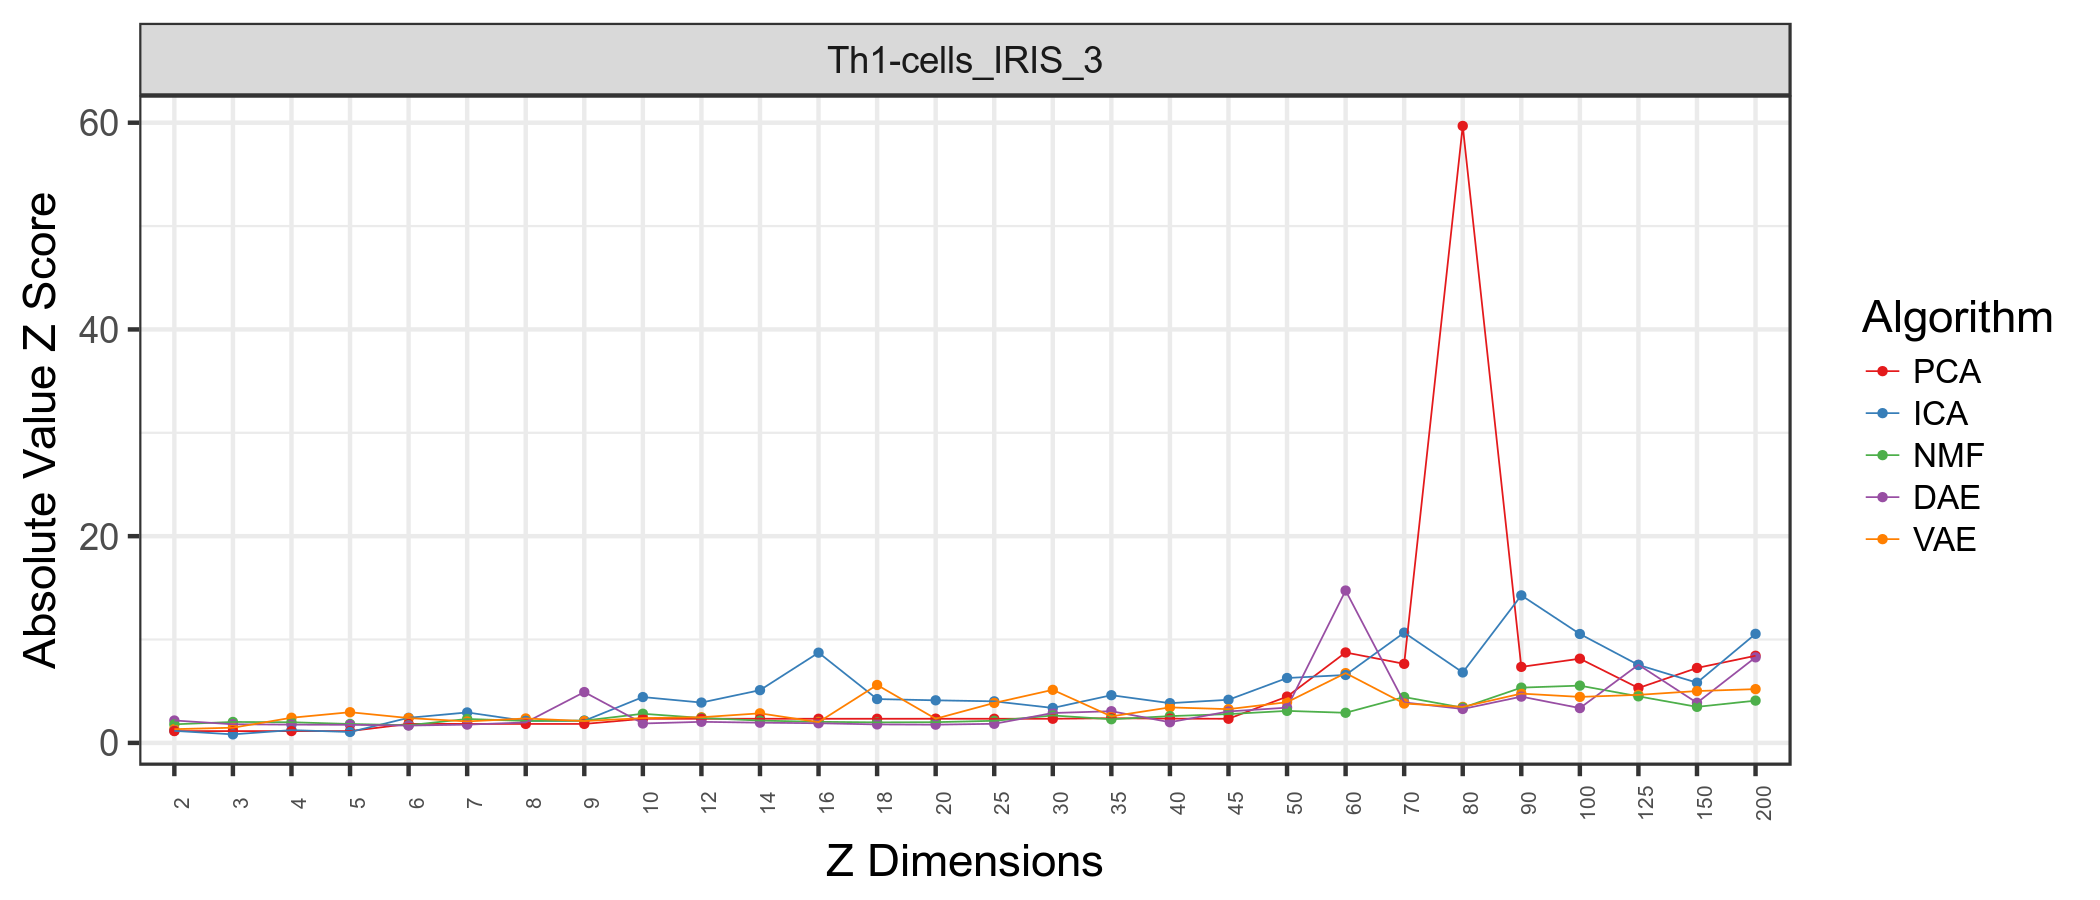 Th1-cells_IRIS_3
60
40
20
0
Absolute Value Z Score
2 3 4 5 6 7 8 9 10 12 14 16 18 20 25 30 35 40 45 50 60 70 80 90 100 125 150 200
Z Dimensions
Algorithm
PCA
ICA
NMF
DAE
VAE